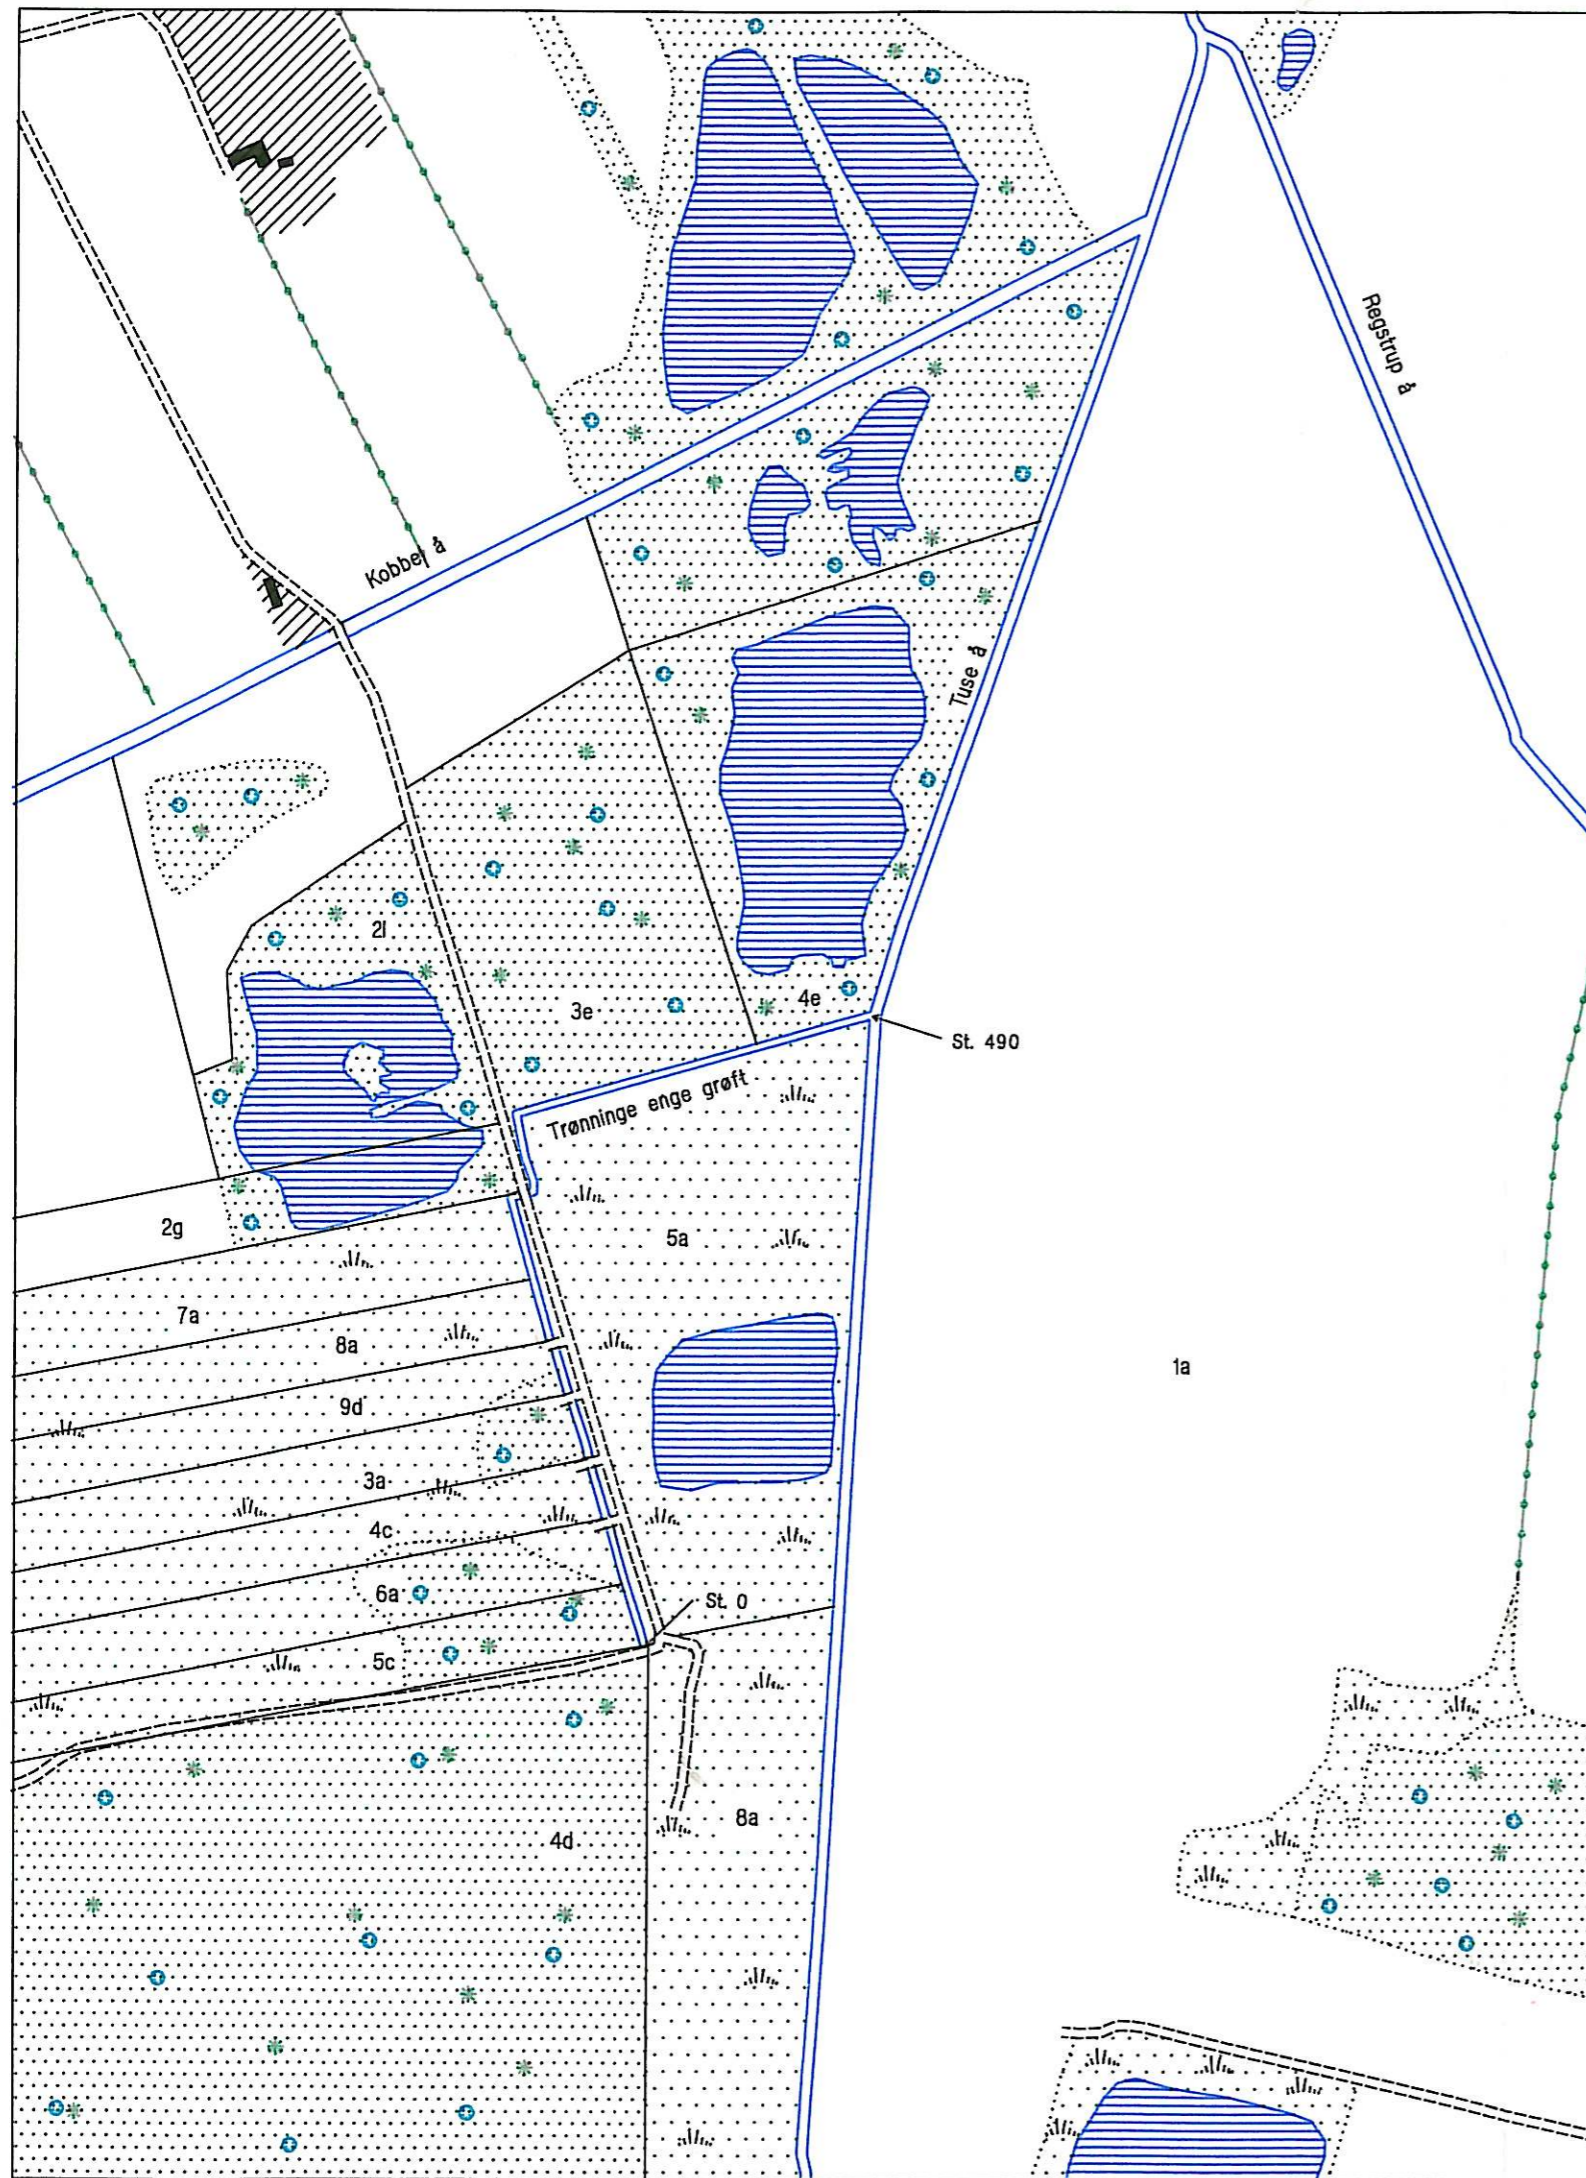 Regstrup å
Kobber å
Tuse å
2l
3e
4e
St. 490
Trønninge enge grøft
2g
5a
7a
8a
1a
9d
3a
4c
6a
St. 0
5c
8a
4d